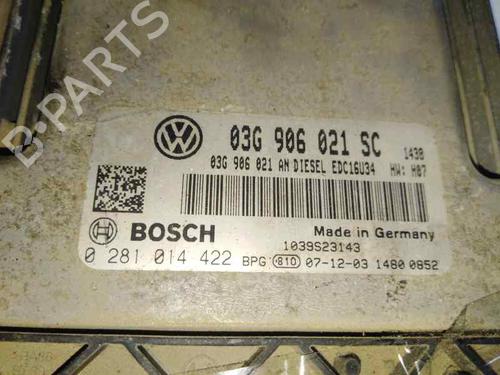 B-PARTS
03G 906 021 SC 1438
03G 906 021 AN DIESEL EDC16U34 HW: H07
BOSCH
Made in Germany
1039S23143
0 281 014 422 BPG 810 07-12-03 1480 0852